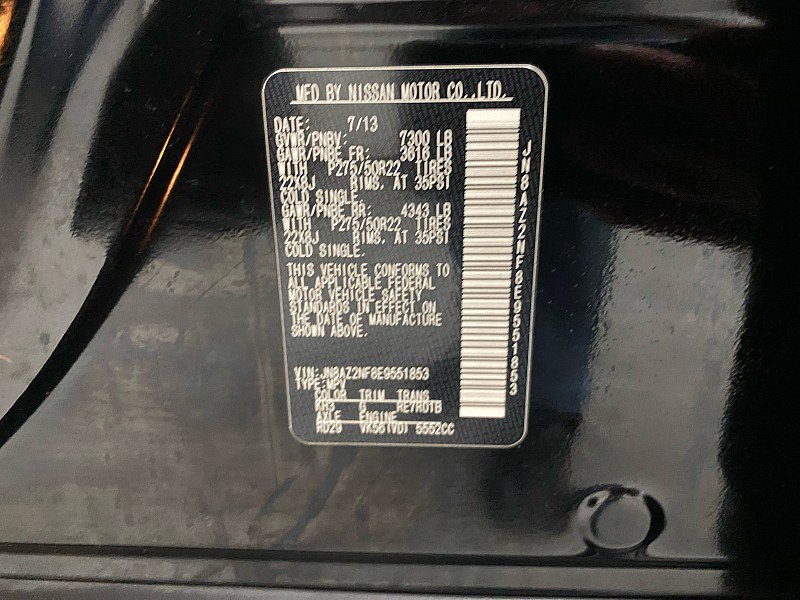 MFD BY NISSAN MOTOR CO.,LTD.
DATE: 7/13
GVWR/PNBV: 7300 LB
GAWR/PNBE FR: 3616 LB
WITH P275/50R22 TIRES
22X8J RIMS. AT 35PSI
COLD SINGLE.
GAWR/PNBE RR: 4343 LB
WITH P275/50R22 TIRES
22X8J RIMS. AT 35PSI
COLD SINGLE.
THIS VEHICLE CONFORMS TO
ALL APPLICABLE FEDERAL
MOTOR VEHICLE SAFETY
STANDARDS IN EFFECT ON
THE DATE OF MANUFACTURE
SHOWN ABOVE.
VIN:JN8AZ2NF8E9551853
TYPE:MPV
COLOR TRIM TRANS
KH3 G RE7R01B
AXLE ENGINE
RD29 VK56(VD) 5552CC
JN8AZ2NF8E9551853